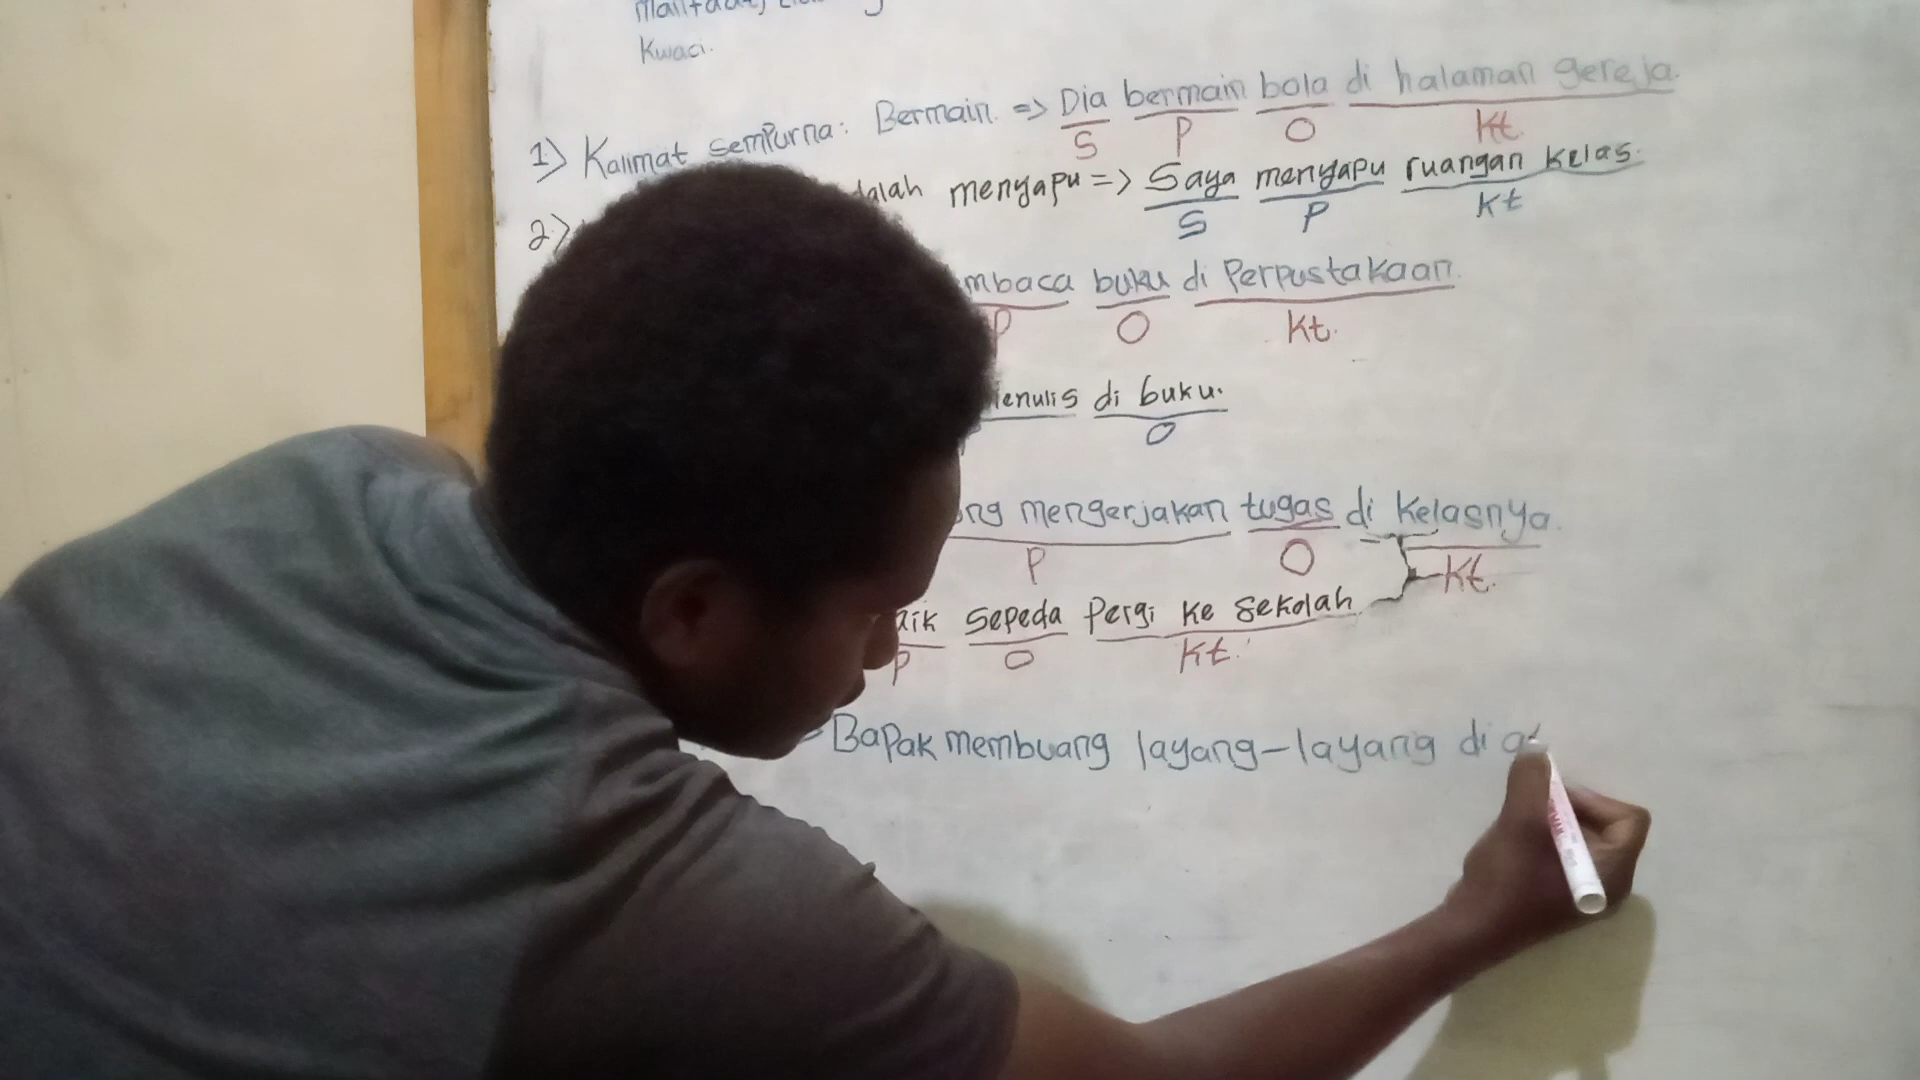 Kwaci.
1) Kalimat sempurna: Bermain => Dia bermain bola di halaman gereja.
S P O Kt.
2) dalah menyapu => Saya menyapu ruangan kelas.
S P Kt
mbaca buku di Perpustakaan.
P O Kt.
enulis di buku.
O
ng mengerjakan tugas di Kelasnya.
P O Kt.
aik Sepeda Pergi ke Sekolah
P O Kt.
Bapak membuang layang-layang di